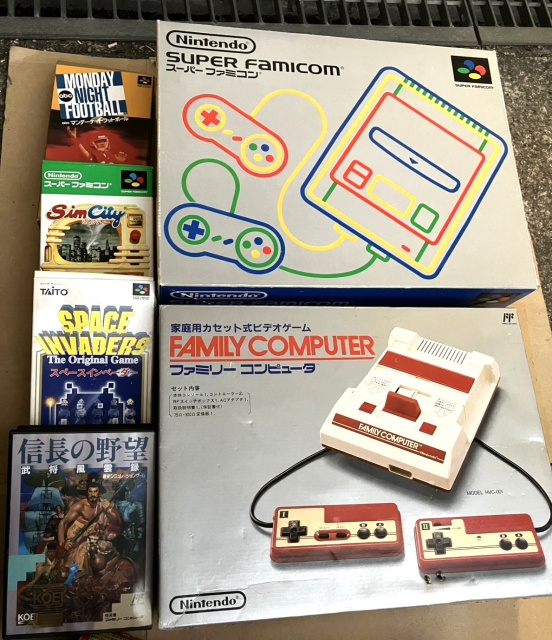 MONDAY
NIGHT
abc
FOOTBALL
マンデーナイトフットボール
Nintendo
スーパーファミコン
SUPER FAMICOM
SimCity
TAITO
SPACE
INVADERS
The Original Game
スペースインベーダー
信長の野望
武将風雲録
KOEI
Nintendo
SUPER FAMICOM
スーパーファミコン
SUPER FAMICOM
Nintendo
SUPER FAMICOM
家庭用カセット式ビデオゲーム
FAMILY COMPUTER
ファミリー コンピュータ
セット内容
FAMILY COMPUTER
MODEL HVC-001
I
II
Nintendo